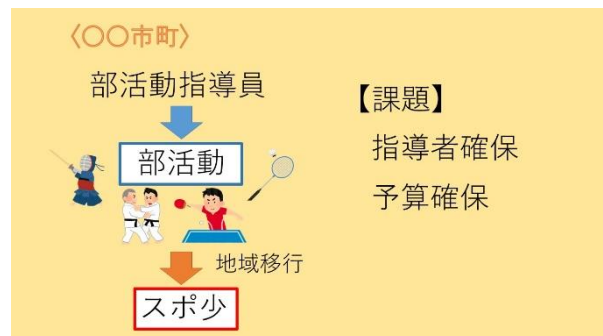 〈〇〇市町〉
部活動指導員
部活動
地域移行
スポ少
【課題】
指導者確保
予算確保